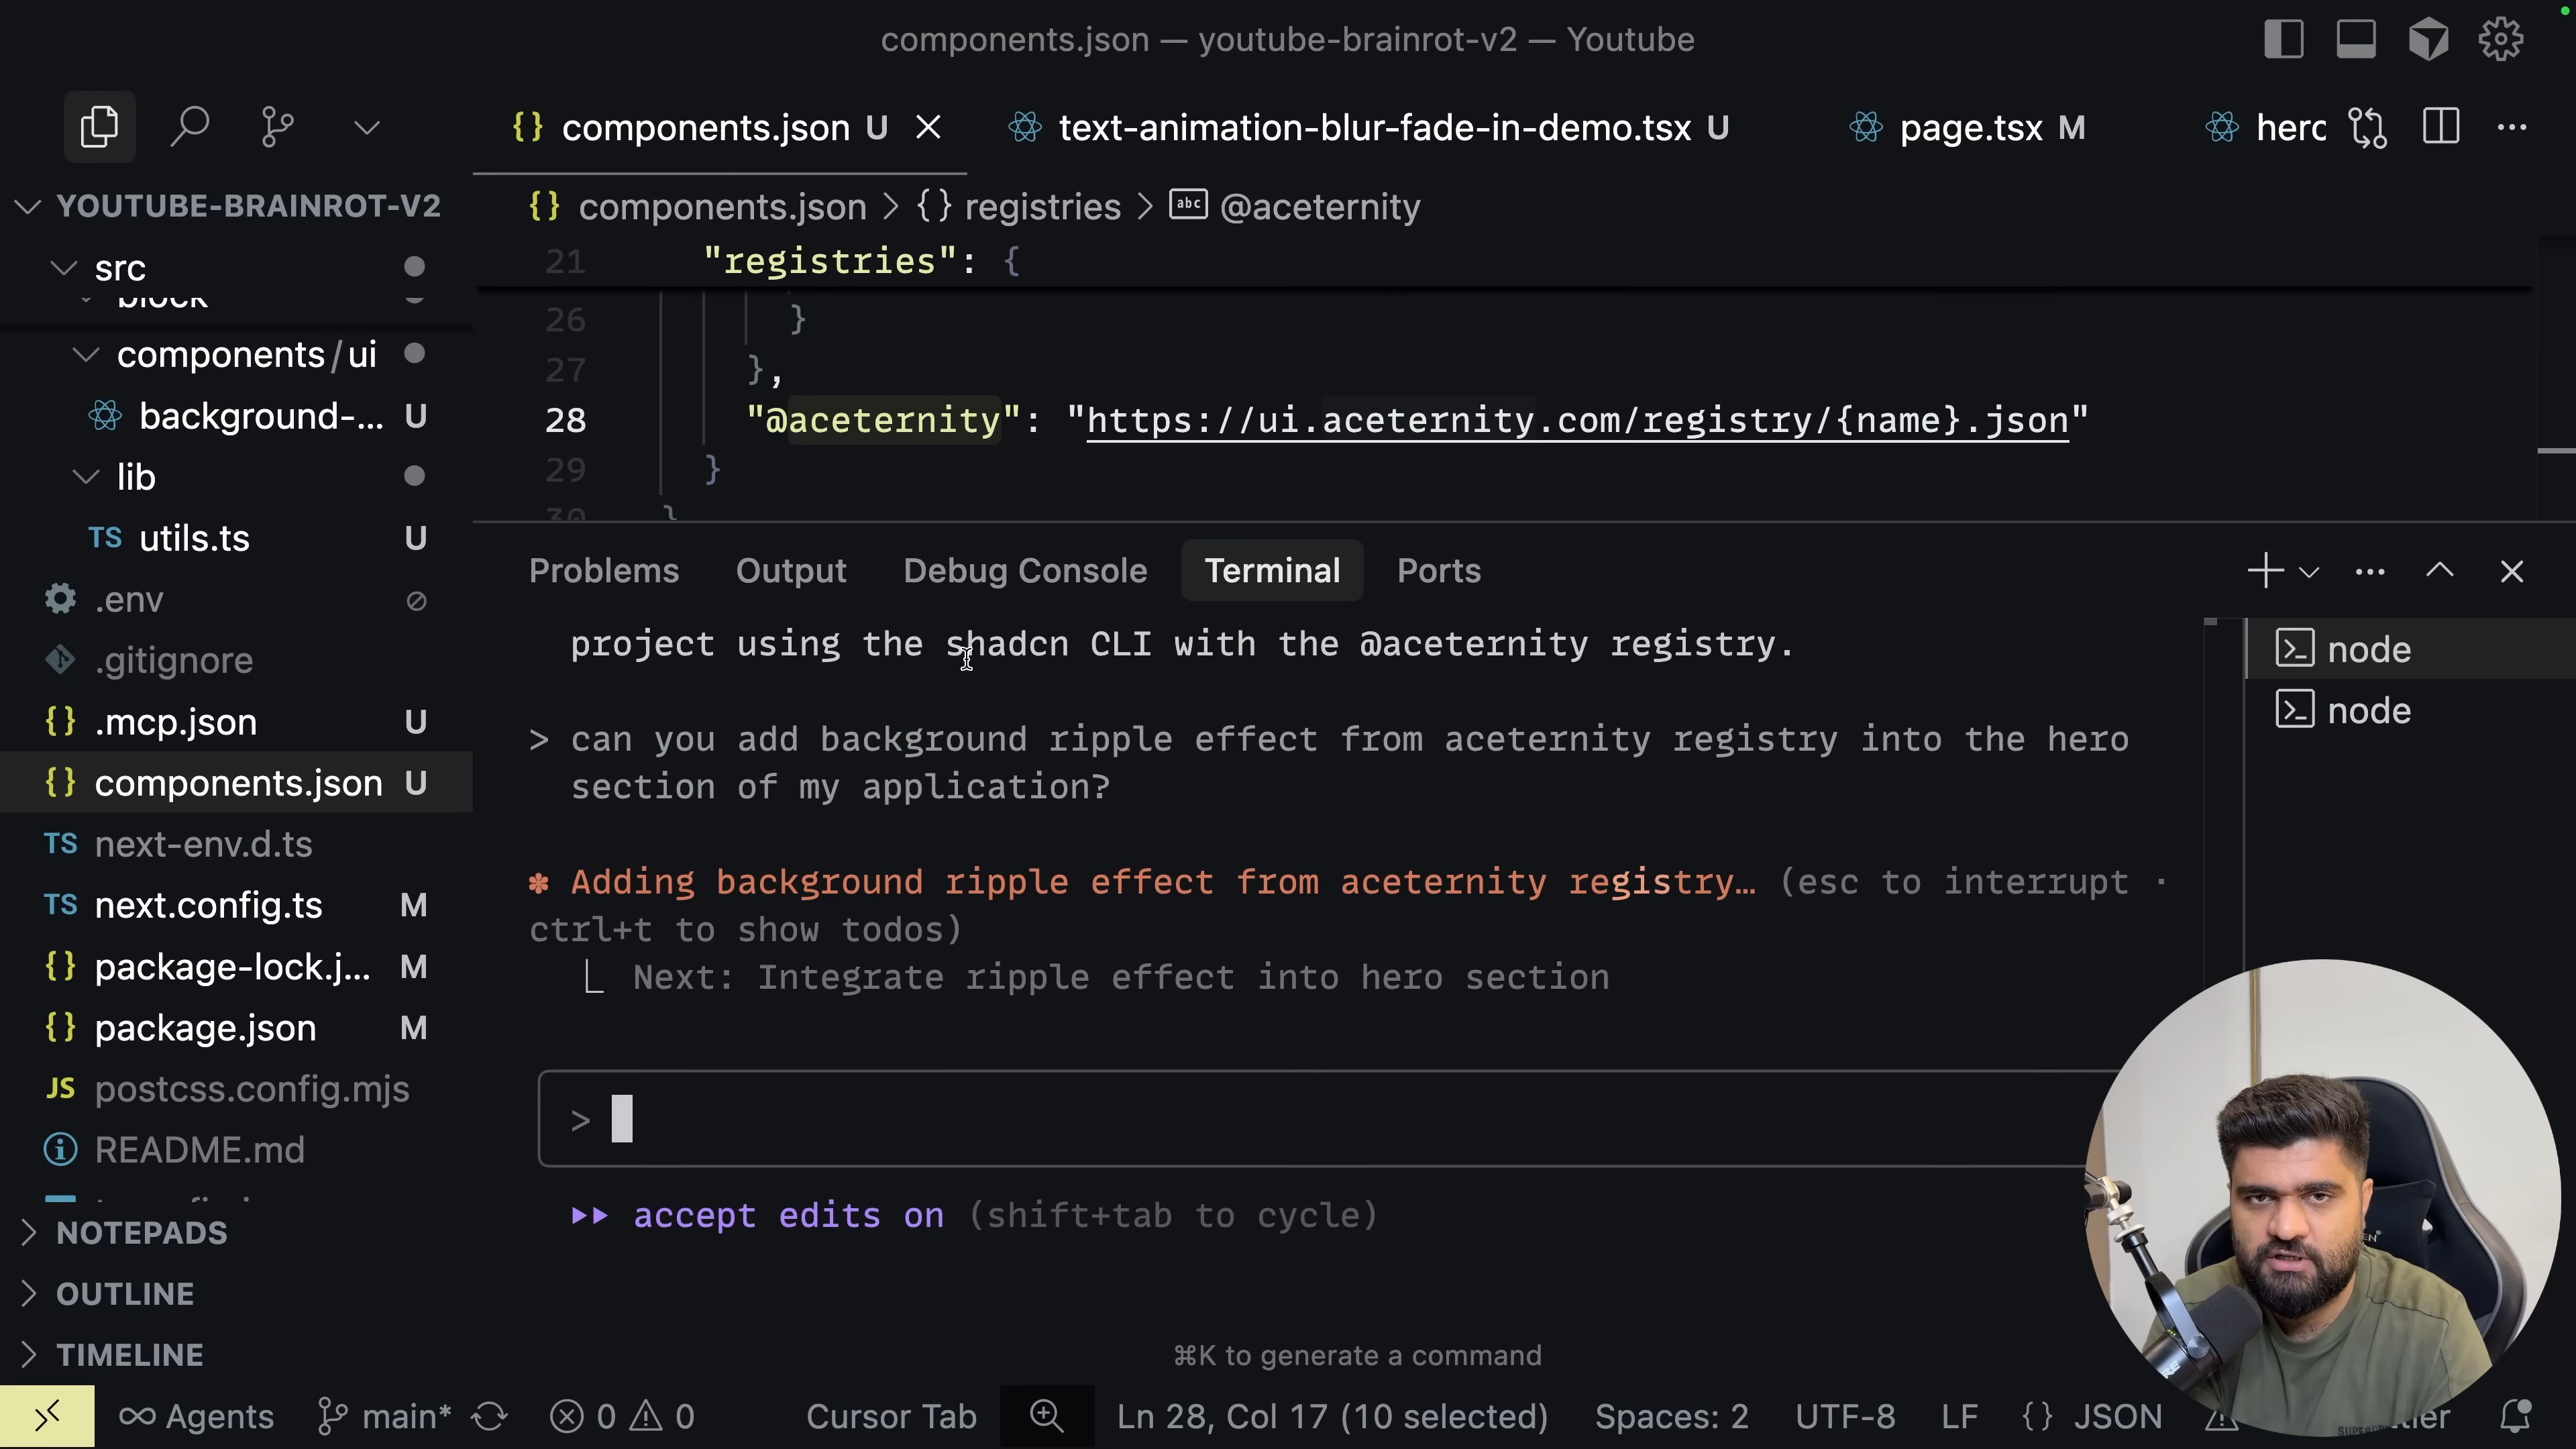 components.json — youtube-brainrot-v2 — Youtube
components.json U
text-animation-blur-fade-in-demo.tsx U
page.tsx M
herc
YOUTUBE-BRAINROT-V2
src
block
components/ui
background-... U
lib
TS utils.ts U
.env
.gitignore
{} .mcp.json U
{} components.json U
TS next-env.d.ts
TS next.config.ts M
{} package-lock.j... M
{} package.json M
JS postcss.config.mjs
README.md
NOTEPADS
OUTLINE
TIMELINE
{} components.json > {} registries > abc @aceternity
21 "registries": {
26 }
27 },
28 "@aceternity": "https://ui.aceternity.com/registry/{name}.json"
29 }
30 }
Problems Output Debug Console Terminal Ports
project using the shadcn CLI with the @aceternity registry.
> can you add background ripple effect from aceternity registry into the hero
section of my application?
✽ Adding background ripple effect from aceternity registry… (esc to interrupt ·
ctrl+t to show todos)
⎿ Next: Integrate ripple effect into hero section
>
accept edits on (shift+tab to cycle)
⌘K to generate a command
node
node
Agents main* 0 0 Cursor Tab Ln 28, Col 17 (10 selected) Spaces: 2 UTF-8 LF {} JSON